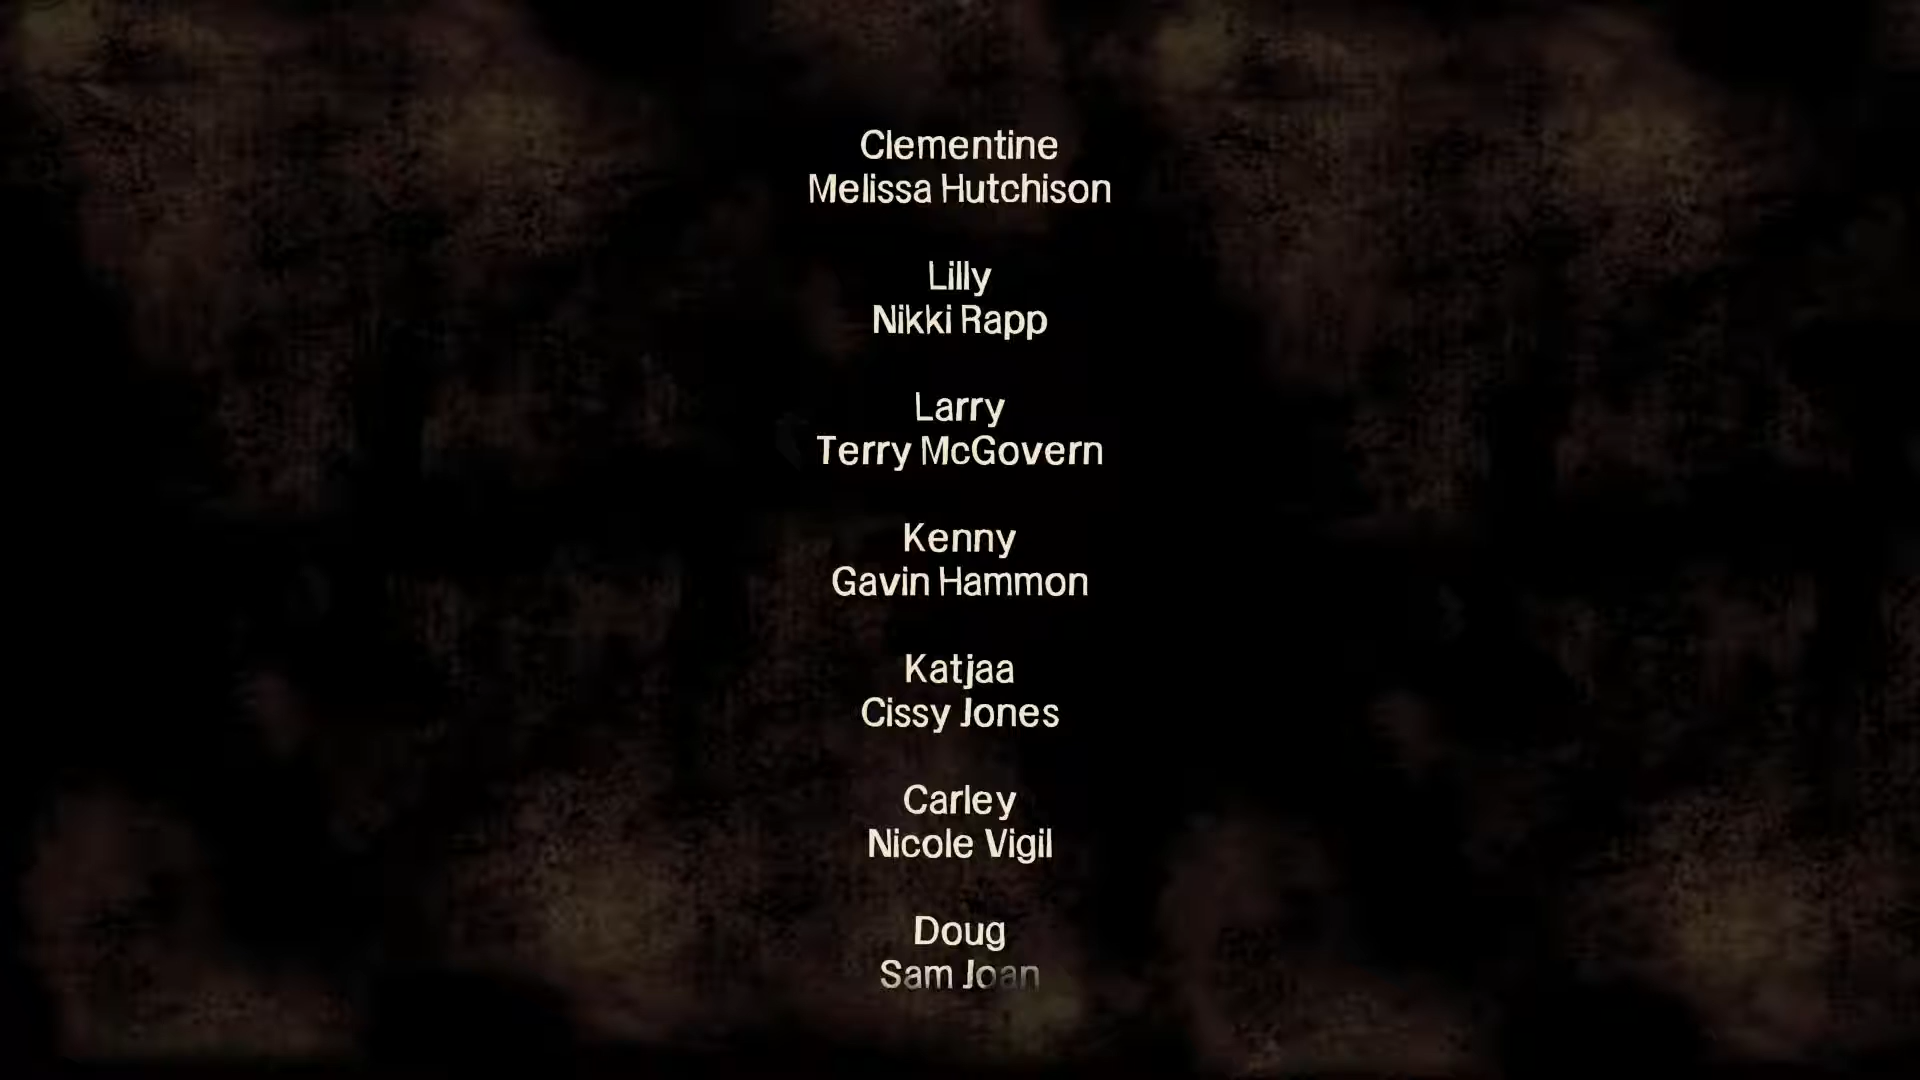 Clementine
Melissa Hutchison
Lilly
Nikki Rapp
Larry
Terry McGovern
Kenny
Gavin Hammon
Katjaa
Cissy Jones
Carley
Nicole Vigil
Doug
Sam Joan